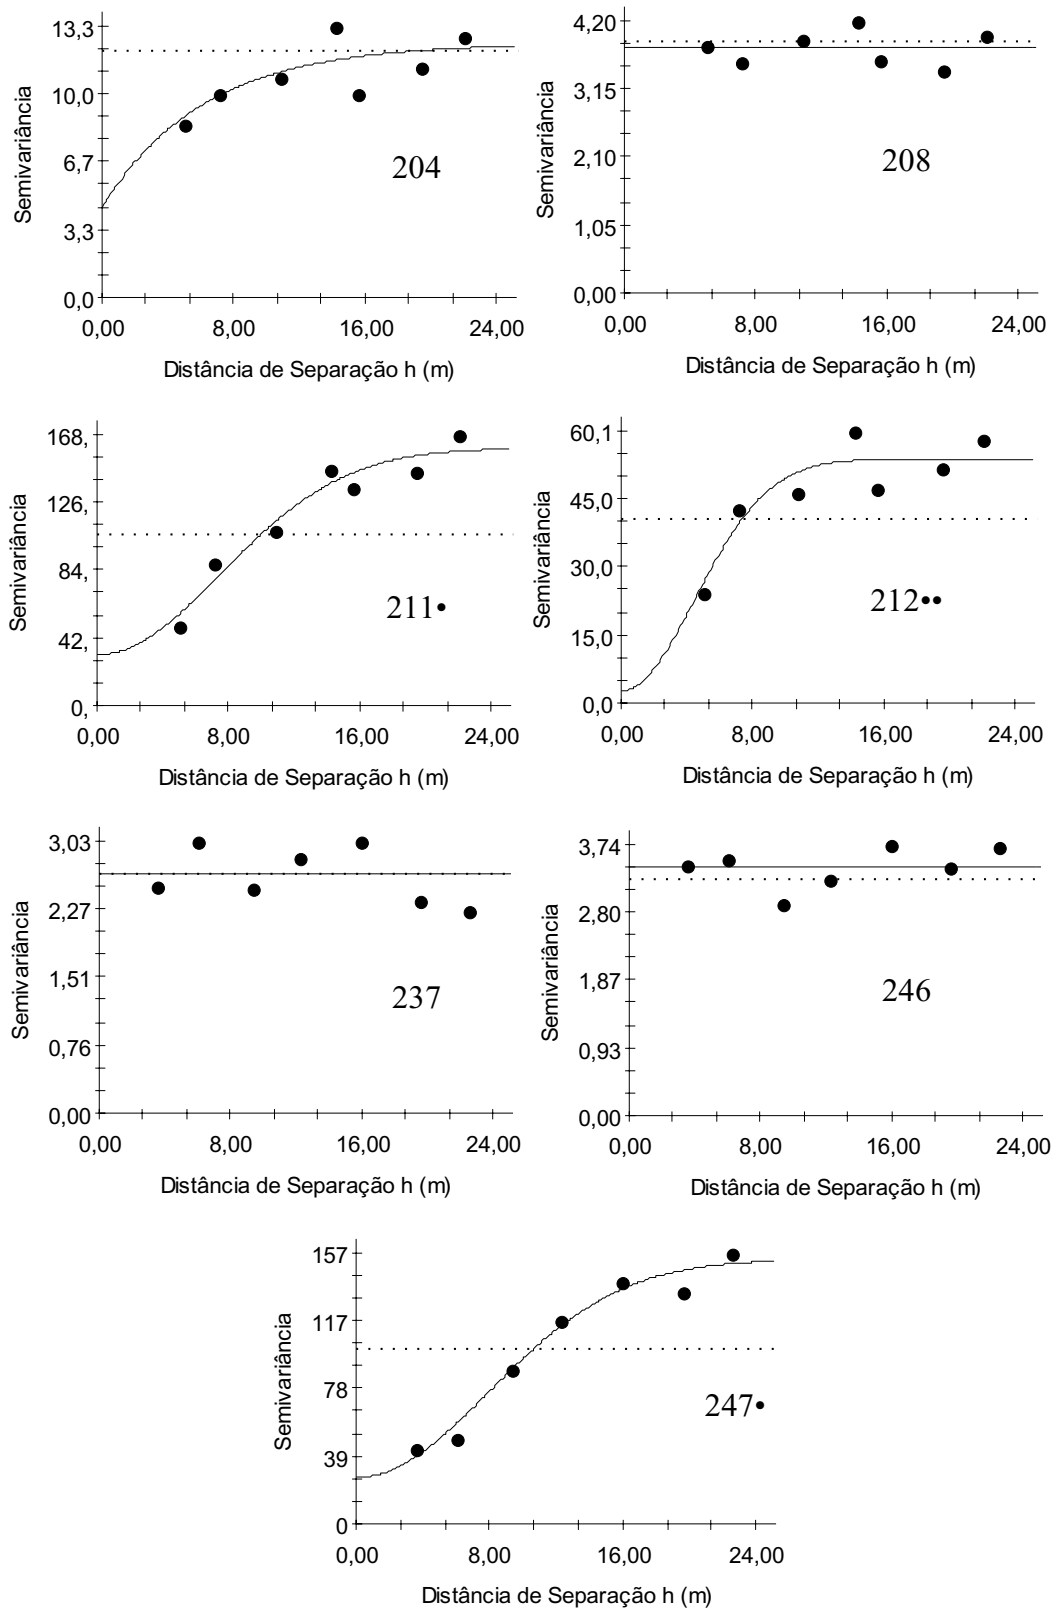 13,3
10,0
6,7
3,3
0,0
Semivariância
204
0,00 8,00 16,00 24,00
Distância de Separação h (m)
4,20
3,15
2,10
1,05
0,00
Semivariância
208
0,00 8,00 16,00 24,00
Distância de Separação h (m)
168,
126
84,
42,
0,
Semivariância
211•
0,00 8,00 16,00 24,00
Distância de Separação h (m)
60,1
45,0
30,0
15,0
0,0
Semivariância
212••
0,00 8,00 16,00 24,00
Distância de Separação h (m)
3,03
2,27
1,51
0,76
0,00
Semivariância
237
0,00 8,00 16,00 24,00
Distância de Separação h (m)
3,74
2,80
1,87
0,93
0,00
Semivariância
246
0,00 8,00 16,00 24,00
Distância de Separação h (m)
157
117
78
39
0
Semivariância
247•
0,00 8,00 16,00 24,00
Distância de Separação h (m)